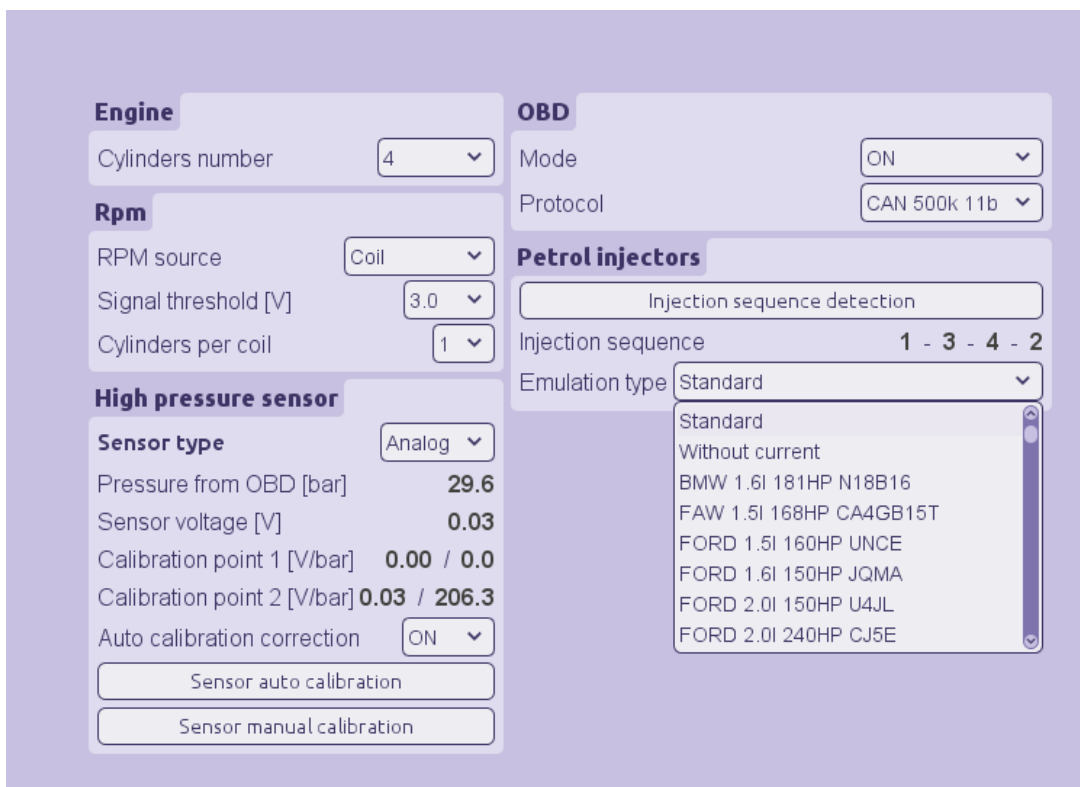 Engine
Cylinders number 4
Rpm
RPM source Coil
Signal threshold [V] 3.0
Cylinders per coil 1
High pressure sensor
Sensor type Analog
Pressure from OBD [bar] 29.6
Sensor voltage [V] 0.03
Calibration point 1 [V/bar] 0.00 / 0.0
Calibration point 2 [V/bar] 0.03 / 206.3
Auto calibration correction ON
Sensor auto calibration
Sensor manual calibration
OBD
Mode ON
Protocol CAN 500k 11b
Petrol injectors
Injection sequence detection
Injection sequence 1 - 3 - 4 - 2
Emulation type Standard
Standard
Without current
BMW 1.6l 181HP N18B16
FAW 1.5l 168HP CA4GB15T
FORD 1.5l 160HP UNCE
FORD 1.6l 150HP JQMA
FORD 2.0l 150HP U4JL
FORD 2.0l 240HP CJ5E